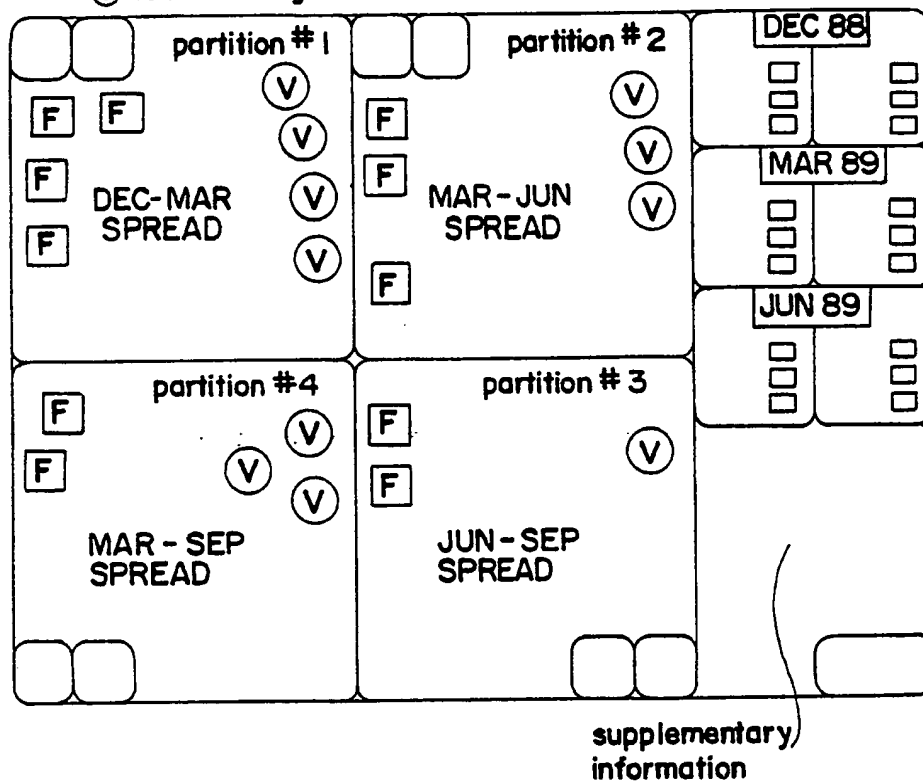 partition #1
F F
F
F
V
V
V
V
DEC-MAR
SPREAD
partition #2
F
F
F
V
V
V
MAR-JUN
SPREAD
DEC 88
MAR 89
JUN 89
partition #4
F
F
V
V
V
MAR-SEP
SPREAD
partition #3
F
F
V
JUN-SEP
SPREAD
supplementary
information